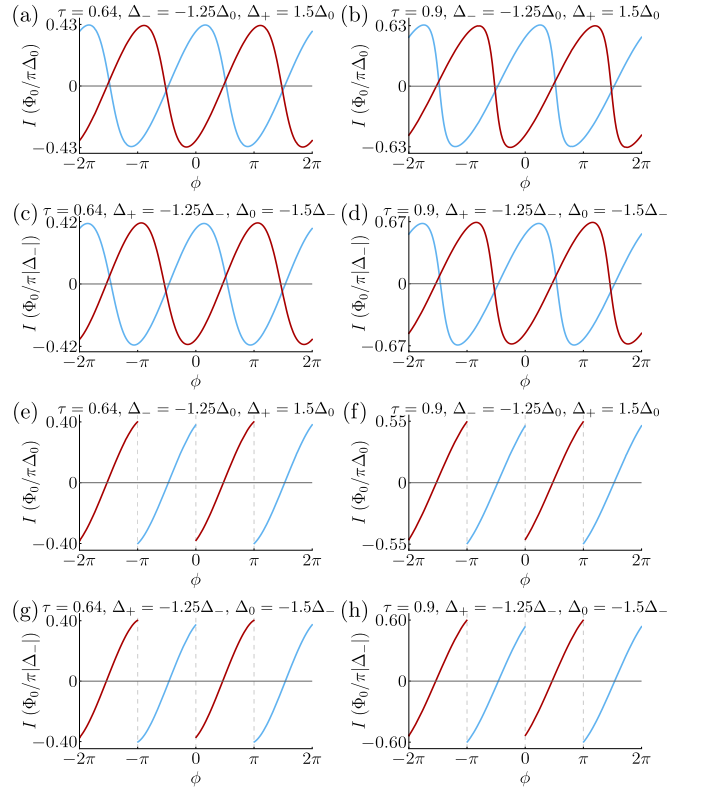 (a) τ = 0.64, Δ₋ = −1.25Δ₀, Δ₊ = 1.5Δ₀
0.43
0
−0.43
I (Φ₀/πΔ₀)
−2π −π 0 π 2π
ϕ
(b) τ = 0.9, Δ₋ = −1.25Δ₀, Δ₊ = 1.5Δ₀
0.63
0
−0.63
I (Φ₀/πΔ₀)
−2π −π 0 π 2π
ϕ
(c) τ = 0.64, Δ₊ = −1.25Δ₋, Δ₀ = −1.5Δ₋
0.42
0
−0.42
I (Φ₀/π|Δ₋|)
−2π −π 0 π 2π
ϕ
(d) τ = 0.9, Δ₊ = −1.25Δ₋, Δ₀ = −1.5Δ₋
0.67
0
−0.67
I (Φ₀/π|Δ₋|)
−2π −π 0 π 2π
ϕ
(e) τ = 0.64, Δ₋ = −1.25Δ₀, Δ₊ = 1.5Δ₀
0.40
0
−0.40
I (Φ₀/πΔ₀)
−2π −π 0 π 2π
ϕ
(f) τ = 0.9, Δ₋ = −1.25Δ₀, Δ₊ = 1.5Δ₀
0.55
0
−0.55
I (Φ₀/πΔ₀)
−2π −π 0 π 2π
ϕ
(g) τ = 0.64, Δ₊ = −1.25Δ₋, Δ₀ = −1.5Δ₋
0.40
0
−0.40
I (Φ₀/π|Δ₋|)
−2π −π 0 π 2π
ϕ
(h) τ = 0.9, Δ₊ = −1.25Δ₋, Δ₀ = −1.5Δ₋
0.60
0
−0.60
I (Φ₀/π|Δ₋|)
−2π −π 0 π 2π
ϕ